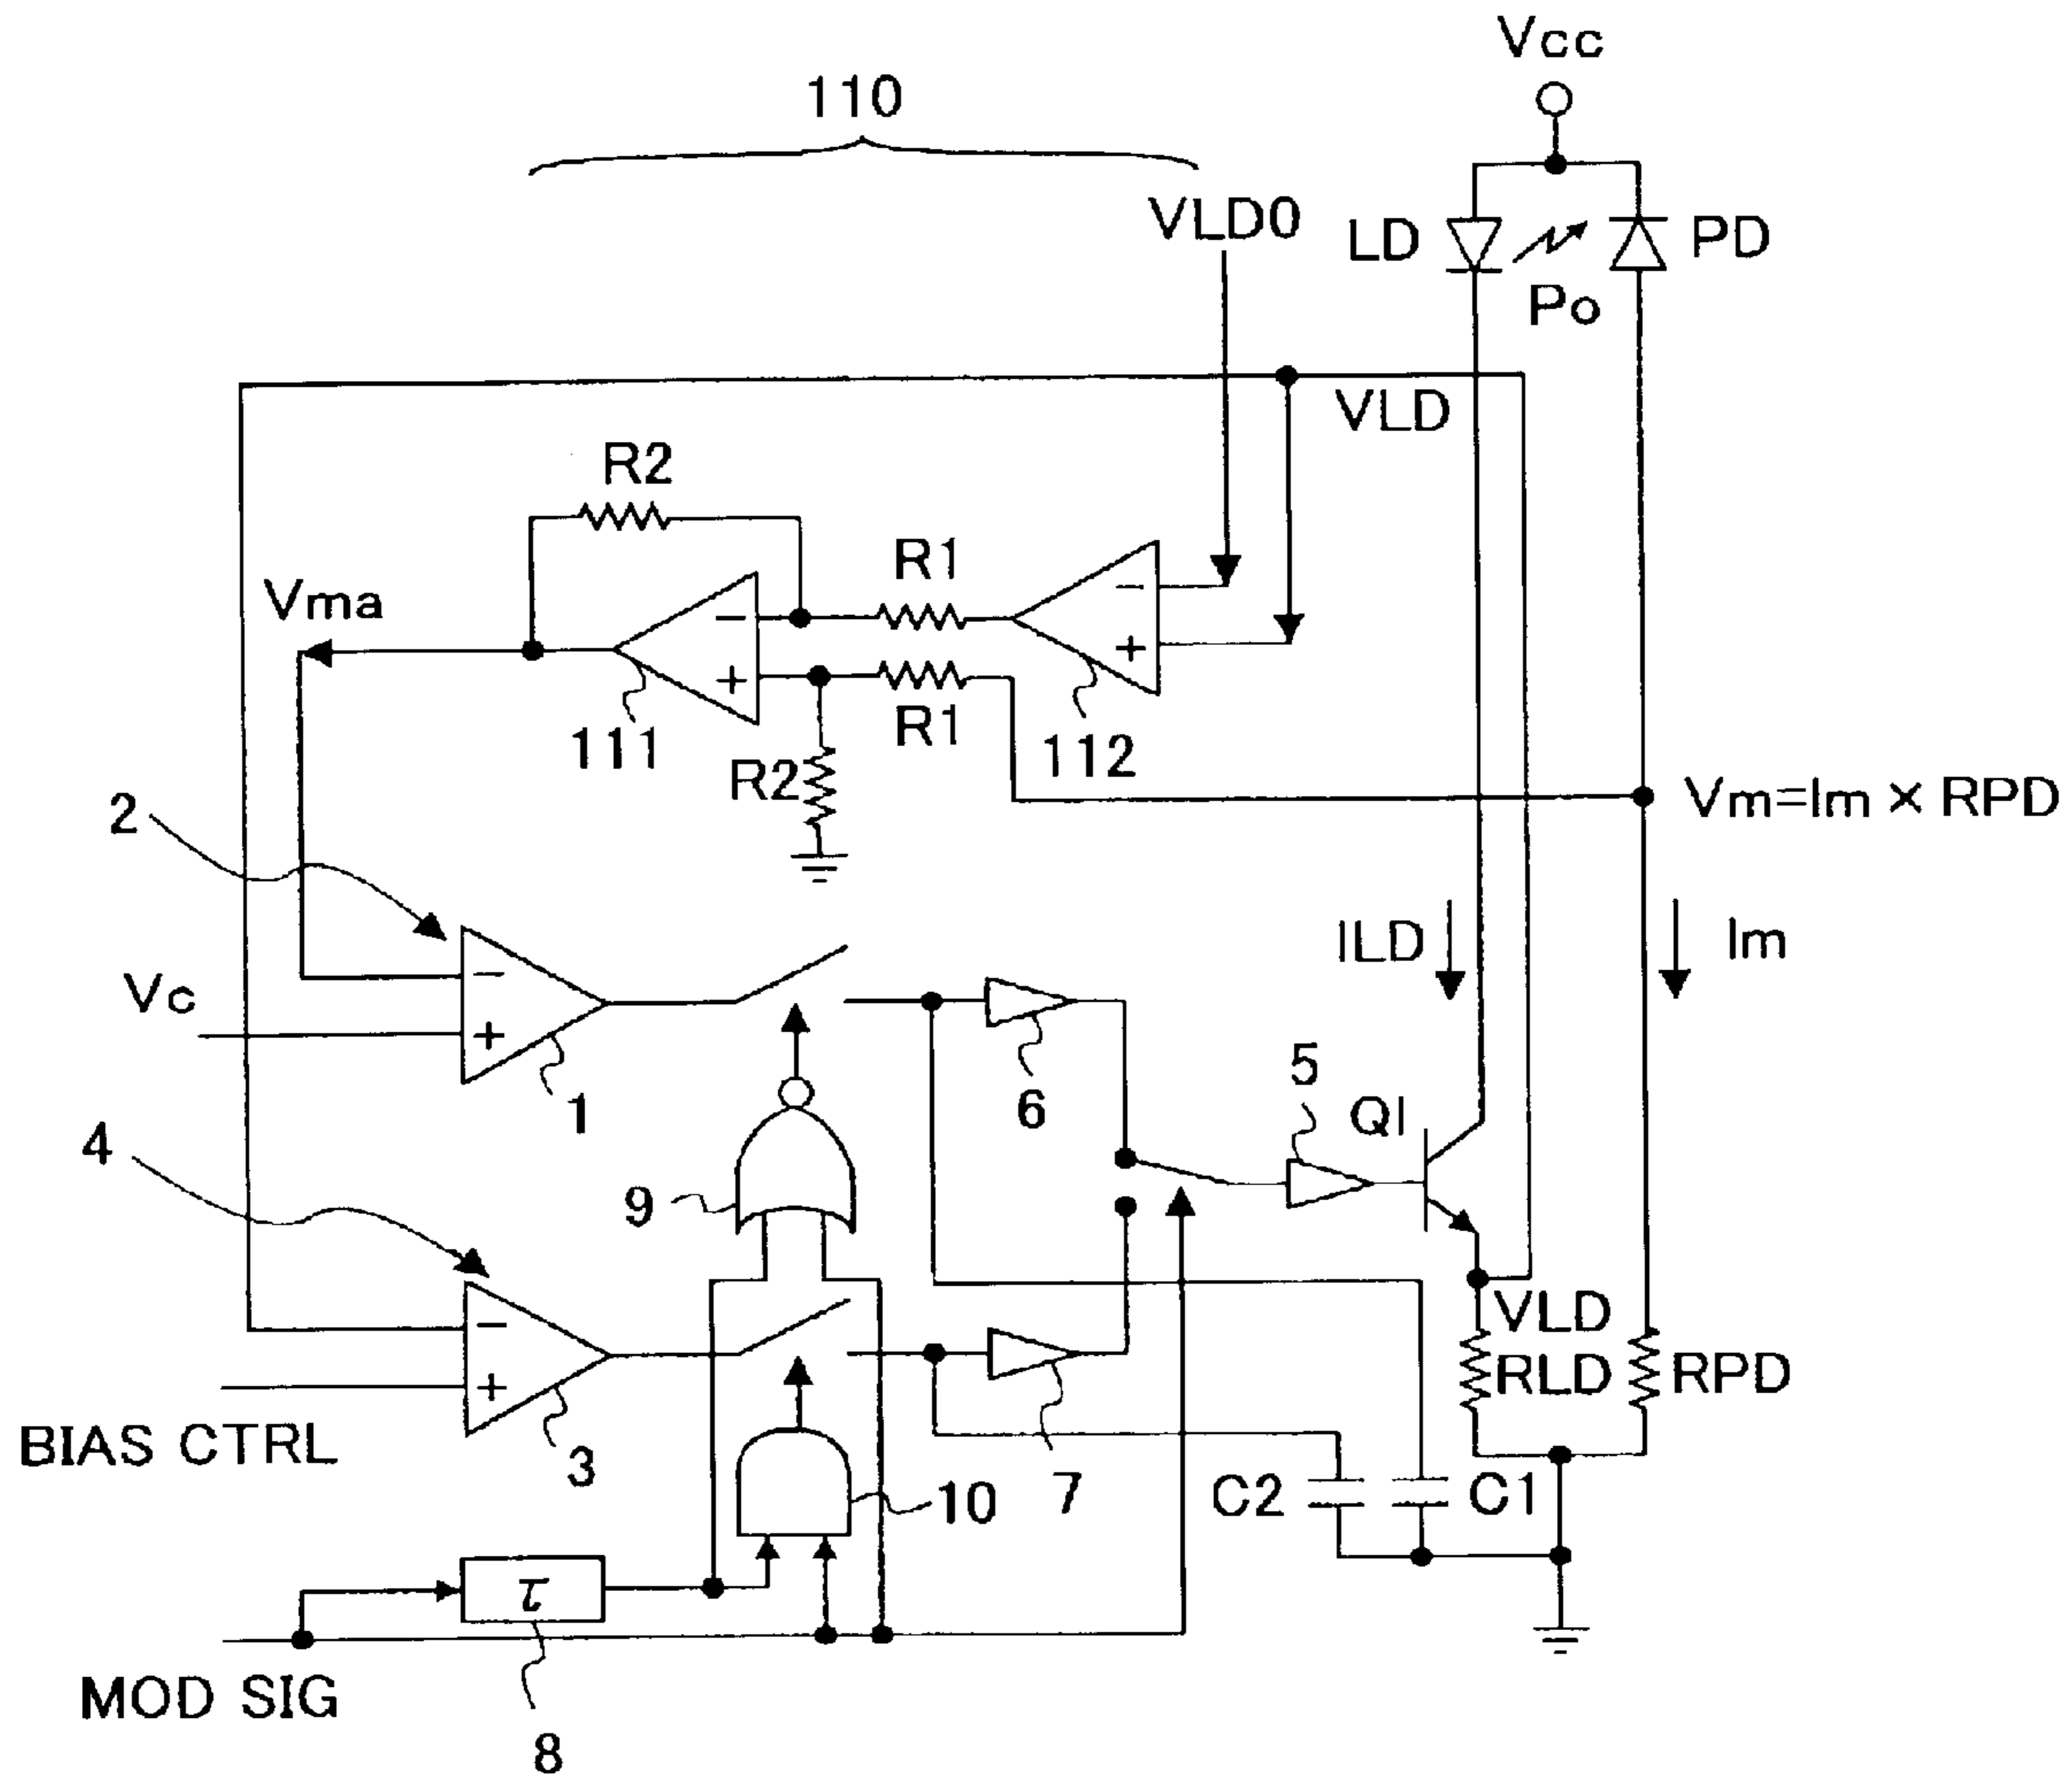 Vcc
110
VLD0
LD
PD
Po
VLD
R2
R1
−
+
Vma
−
+
R1
111
112
R2
Vm=Im × RPD
2
ILD
Im
−
Vc
+
1
6
5
QI
4
9
VLD
−
RLD
RPD
+
BIAS CTRL
3
10
7
C2
C1
τ
MOD SIG
8